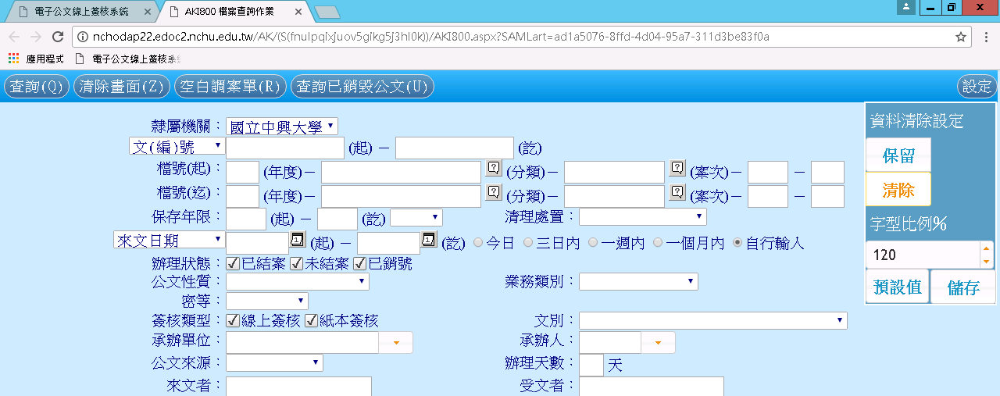 電子公文線上簽核系統
AKI800 檔案查詢作業
nchodap22.edoc2.nchu.edu.tw/AK/(S(fnulpqixjuov5gikg5j3hl0k))/AKI800.aspx?SAMLart=ad1a5076-8ffd-4d04-95a7-311d3be83f0a
應用程式 電子公文線上簽核系
查詢(Q) 清除畫面(Z) 空白調案單(R) 查詢已銷毀公文(U) 設定
隸屬機關： 國立中興大學
文(編)號 (起) － (訖)
檔號(起)： (年度)－ (分類)－ (案次)－ －
檔號(迄)： (年度)－ (分類)－ (案次)－ －
保存年限： (起) － (訖) 清理處置：
來文日期 (起) － (訖) 今日 三日內 一週內 一個月內 自行輸入
辦理狀態： 已結案 未結案 已銷號
公文性質： 業務類別：
密等：
簽核類型： 線上簽核 紙本簽核 文別：
承辦單位： 承辦人：
公文來源： 辦理天數： 天
來文者： 受文者：
資料清除設定
保留
清除
字型比例%
120
預設值 儲存